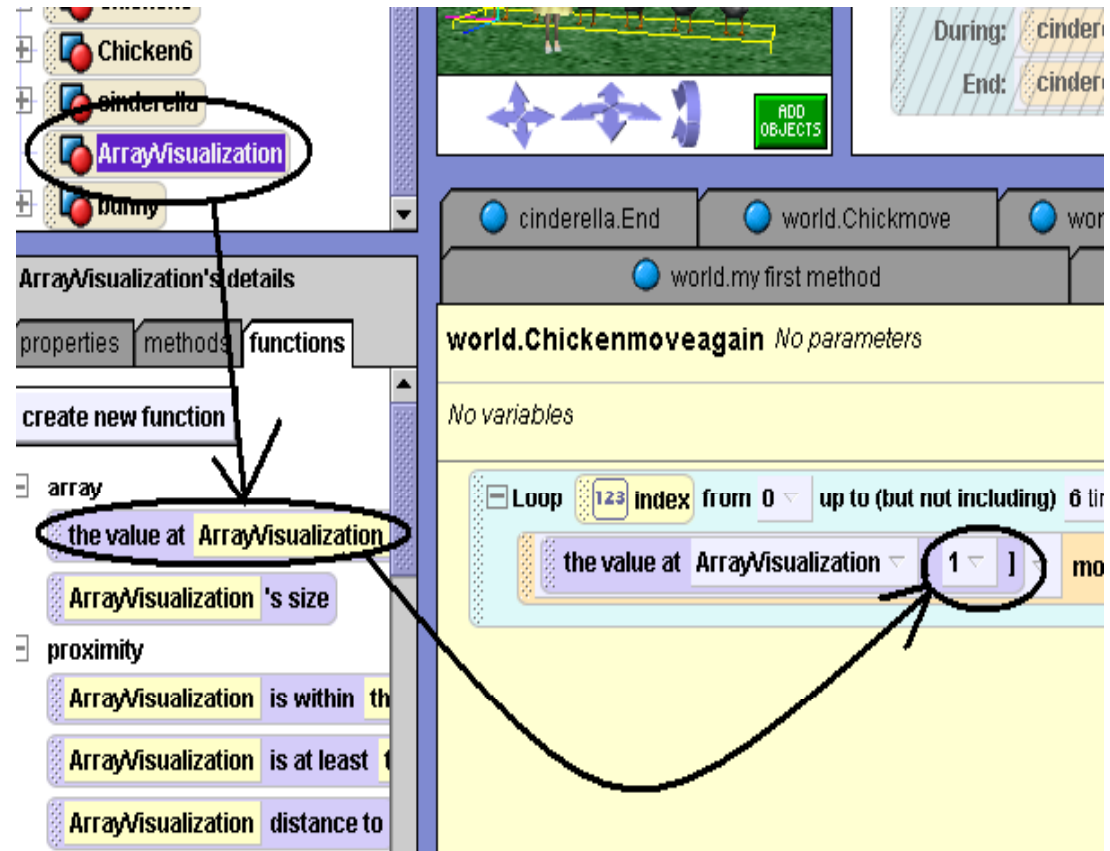 Chicken6
cinderella
ArrayVisualization
bunny
ADD
OBJECTS
During:
End:
ArrayVisualization's details
properties methods functions
create new function
array
the value at ArrayVisualization
ArrayVisualization 's size
proximity
ArrayVisualization is within
ArrayVisualization is at least
ArrayVisualization distance to
cinderella.End world.Chickmove
world.my first method
world.Chickenmoveagain No parameters
No variables
Loop 123 index from 0 up to (but not including) 6
the value at ArrayVisualization 1 ]